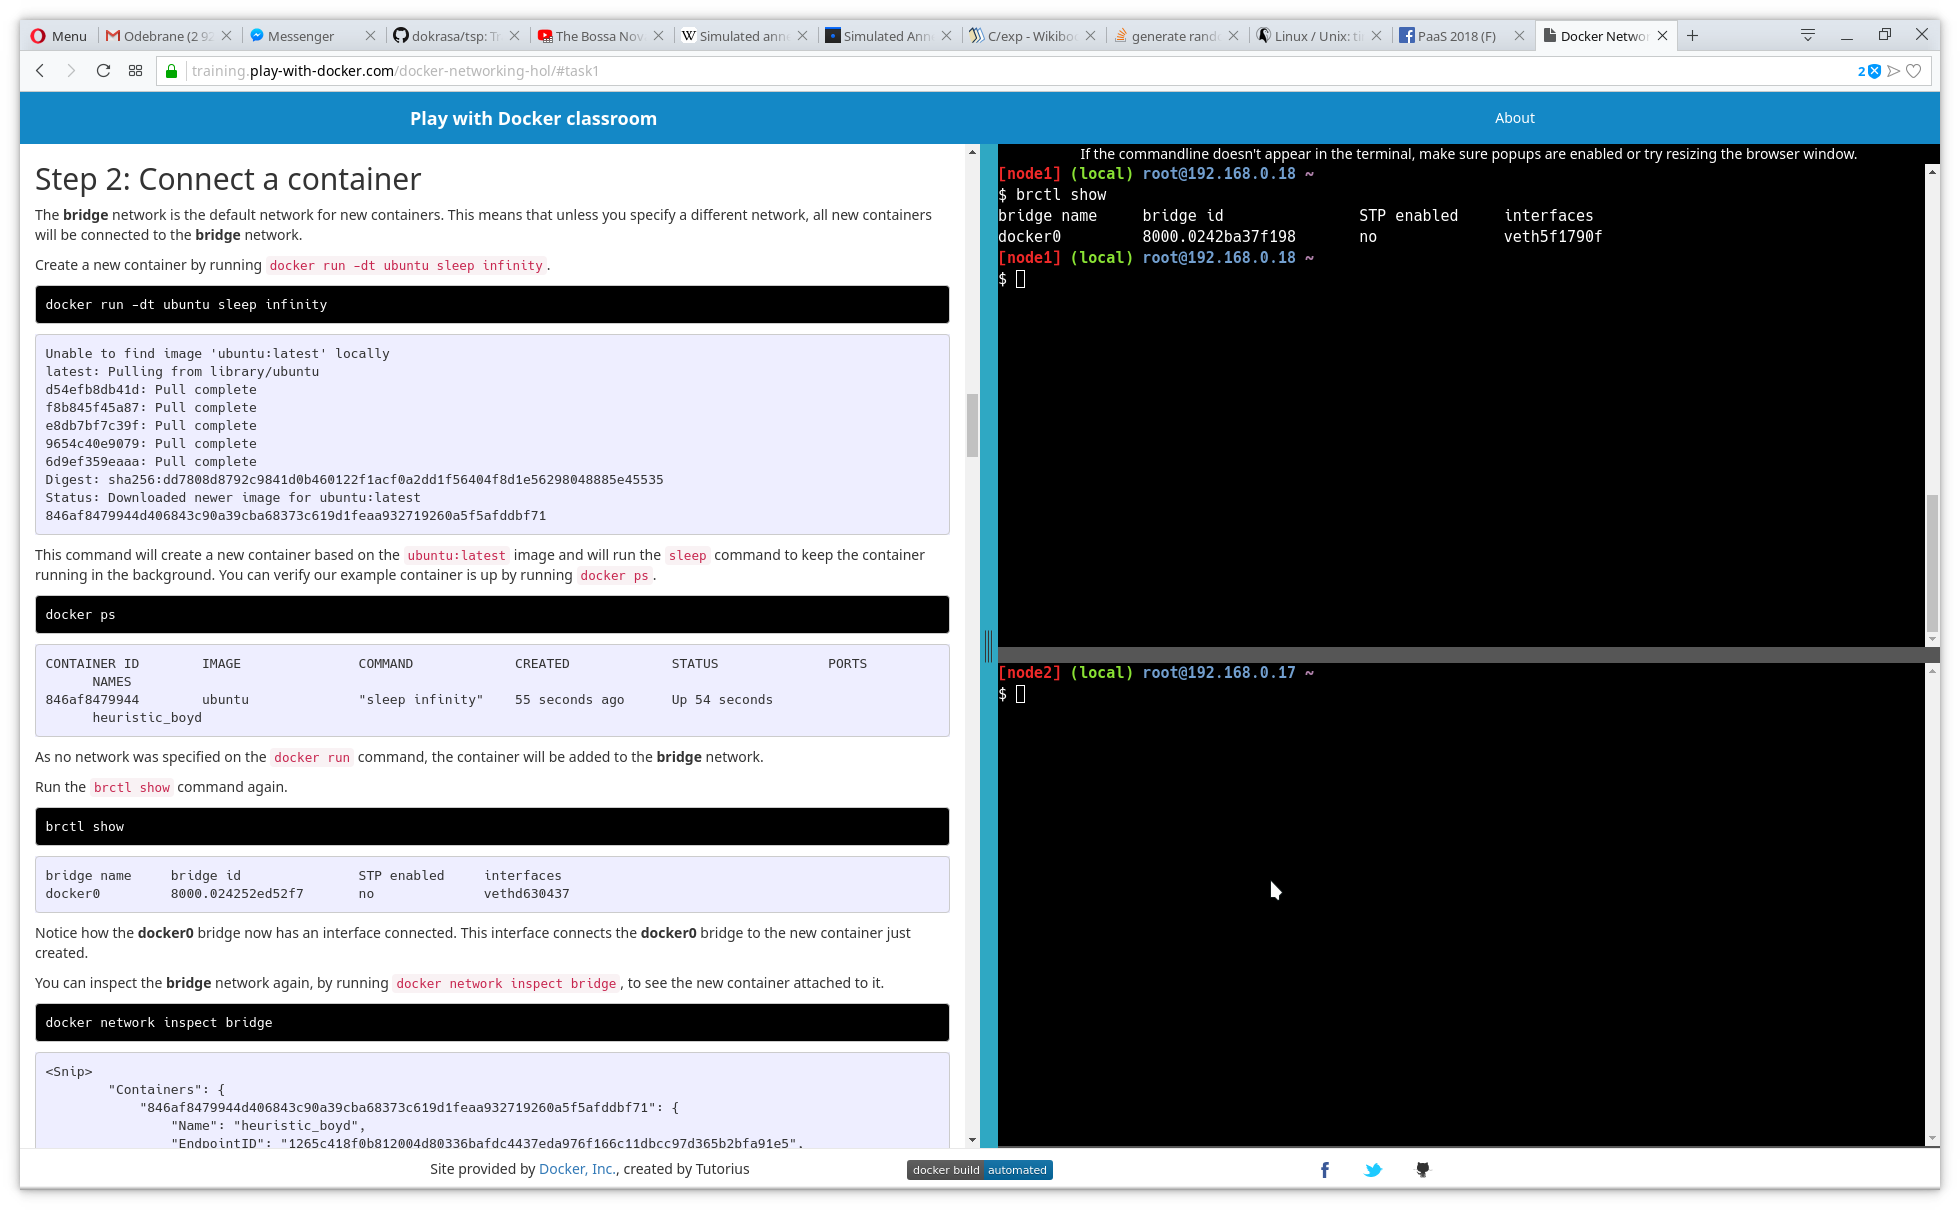 Menu
Odebrane (2 92
Messenger
dokrasa/tsp: Tr
The Bossa Nov
Simulated anne
Simulated Anne
C/exp - Wikiboo
generate rando
Linux / Unix: ti
PaaS 2018 (F)
Docker Networ
training.play-with-docker.com/docker-networking-hol/#task1
2
Play with Docker classroom
About
Step 2: Connect a container
The bridge network is the default network for new containers. This means that unless you specify a different network, all new containers
will be connected to the bridge network.
Create a new container by running docker run -dt ubuntu sleep infinity.
docker run -dt ubuntu sleep infinity
Unable to find image 'ubuntu:latest' locally
latest: Pulling from library/ubuntu
d54efb8db41d: Pull complete
f8b845f45a87: Pull complete
e8db7bf7c39f: Pull complete
9654c40e9079: Pull complete
6d9ef359eaaa: Pull complete
Digest: sha256:dd7808d8792c9841d0b460122f1acf0a2dd1f56404f8d1e56298048885e45535
Status: Downloaded newer image for ubuntu:latest
846af8479944d406843c90a39cba68373c619d1feaa932719260a5f5afddbf71
This command will create a new container based on the ubuntu:latest image and will run the sleep command to keep the container
running in the background. You can verify our example container is up by running docker ps.
docker ps
CONTAINER ID        IMAGE               COMMAND             CREATED             STATUS              PORTS
      NAMES
846af8479944        ubuntu              "sleep infinity"    55 seconds ago      Up 54 seconds
      heuristic_boyd
As no network was specified on the docker run command, the container will be added to the bridge network.
Run the brctl show command again.
brctl show
bridge name     bridge id               STP enabled     interfaces
docker0         8000.024252ed52f7       no              vethd630437
Notice how the docker0 bridge now has an interface connected. This interface connects the docker0 bridge to the new container just
created.
You can inspect the bridge network again, by running docker network inspect bridge, to see the new container attached to it.
docker network inspect bridge
<Snip>
        "Containers": {
            "846af8479944d406843c90a39cba68373c619d1feaa932719260a5f5afddbf71": {
                "Name": "heuristic_boyd",
                "EndpointID": "1265c418f0b812004d80336bafdc4437eda976f166c11dbcc97d365b2bfa91e5",
If the commandline doesn't appear in the terminal, make sure popups are enabled or try resizing the browser window.
[node1] (local) root@192.168.0.18 ~
$ brctl show
bridge name     bridge id               STP enabled     interfaces
docker0         8000.0242ba37f198       no              veth5f1790f
[node1] (local) root@192.168.0.18 ~
$
[node2] (local) root@192.168.0.17 ~
$
Site provided by Docker, Inc., created by Tutorius
docker build automated